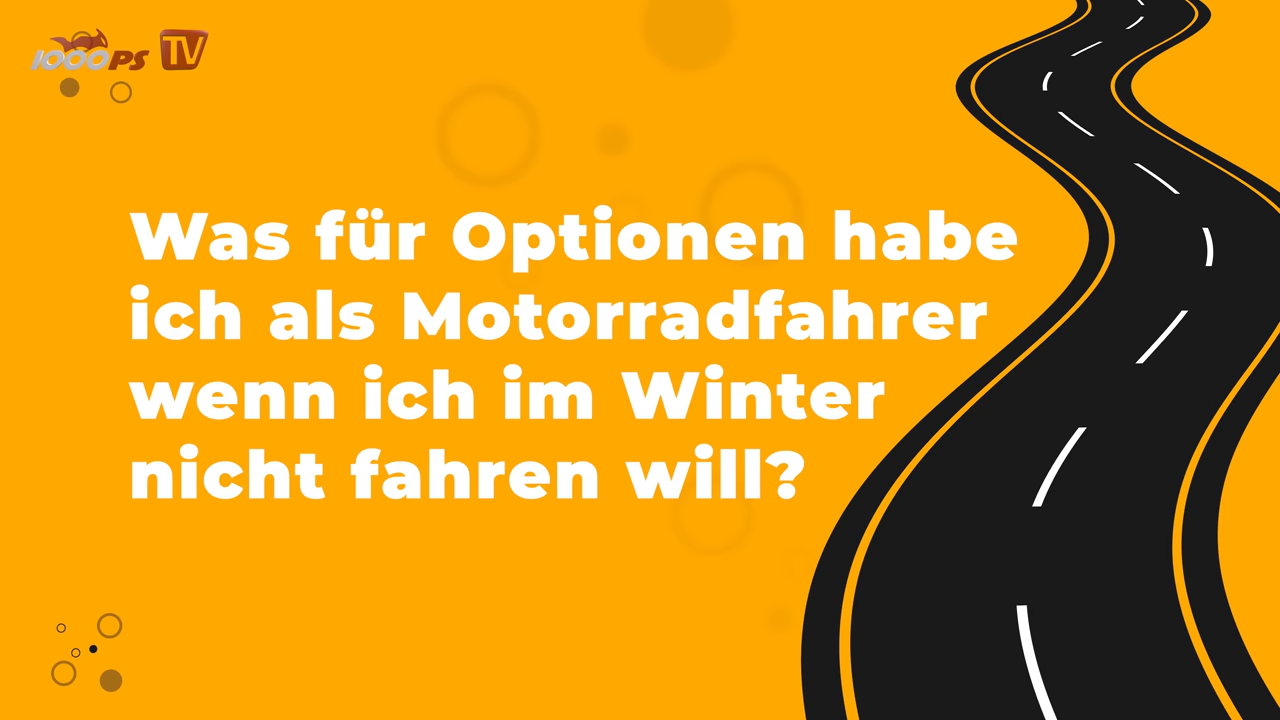 1000PS TV
Was für Optionen habe
ich als Motorradfahrer
wenn ich im Winter
nicht fahren will?